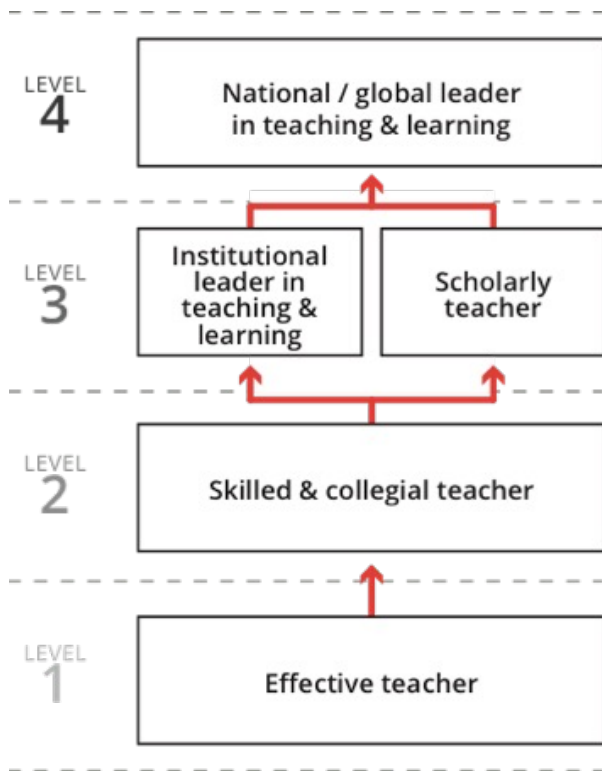 LEVEL
4
National / global leader
in teaching & learning
LEVEL
3
Institutional
leader in
teaching &
learning
Scholarly
teacher
LEVEL
2
Skilled & collegial teacher
LEVEL
1
Effective teacher